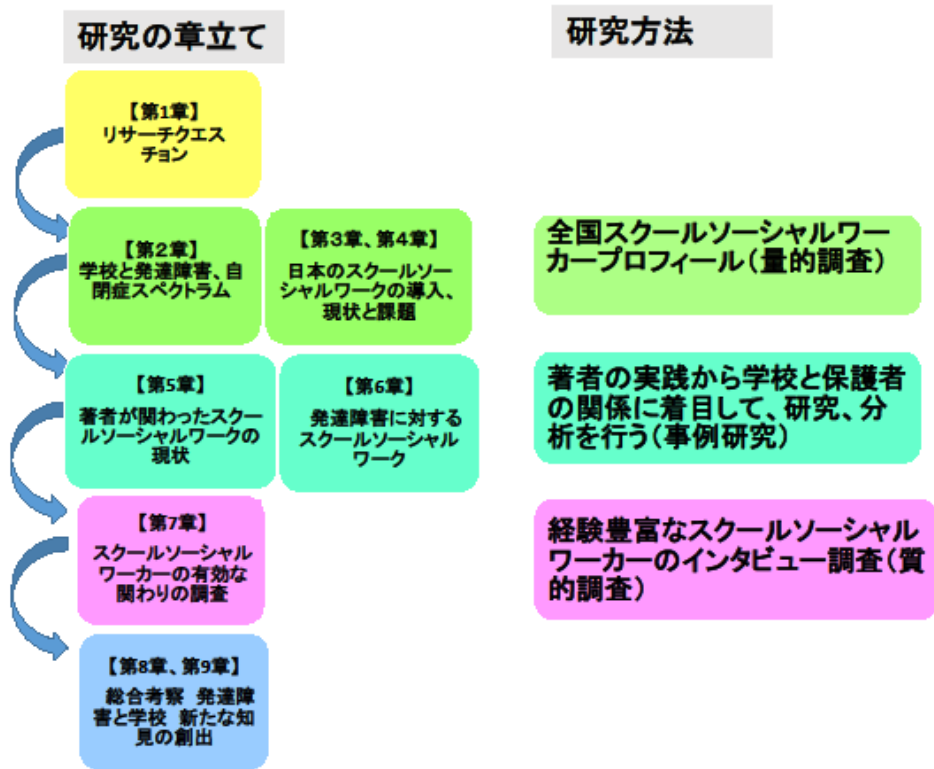 研究の章立て
研究方法
【第1章】
リサーチクエス
チョン
【第2章】
学校と発達障害、自
閉症スペクトラム
【第3章、第4章】
日本のスクールソー
シャルワークの導入、
現状と課題
全国スクールソーシャルワー
カープロフィール（量的調査）
【第5章】
著者が関わったスクー
ルソーシャルワークの
現状
【第6章】
発達障害に対する
スクールソーシャル
ワーク
著者の実践から学校と保護者
の関係に着目して、研究、分
析を行う（事例研究）
【第7章】
スクールソーシャル
ワーカーの有効な
関わりの調査
経験豊富なスクールソーシャル
ワーカーのインタビュー調査（質
的調査）
【第8章、第9章】
総合考察 発達障
害と学校 新たな知
見の創出